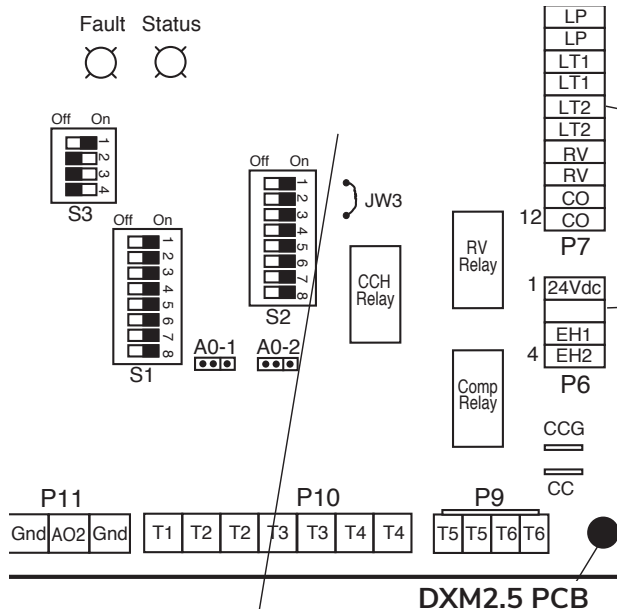 Fault Status
LP
LP
LT1
LT1
LT2
LT2
RV
RV
CO
12 CO
P7
Off On
1
2
3
4
S3
Off On
1
2
3
4
5
6
7
8
S1
Off On
1
2
3
4
5
6
7
8
S2
JW3
CCH
Relay
RV
Relay
1 24Vdc
EH1
4 EH2
P6
A0-1 A0-2
Comp
Relay
CCG
CC
P11 P10 P9
Gnd AO2 Gnd T1 T2 T2 T3 T3 T4 T4 T5 T5 T6 T6
DXM2.5 PCB